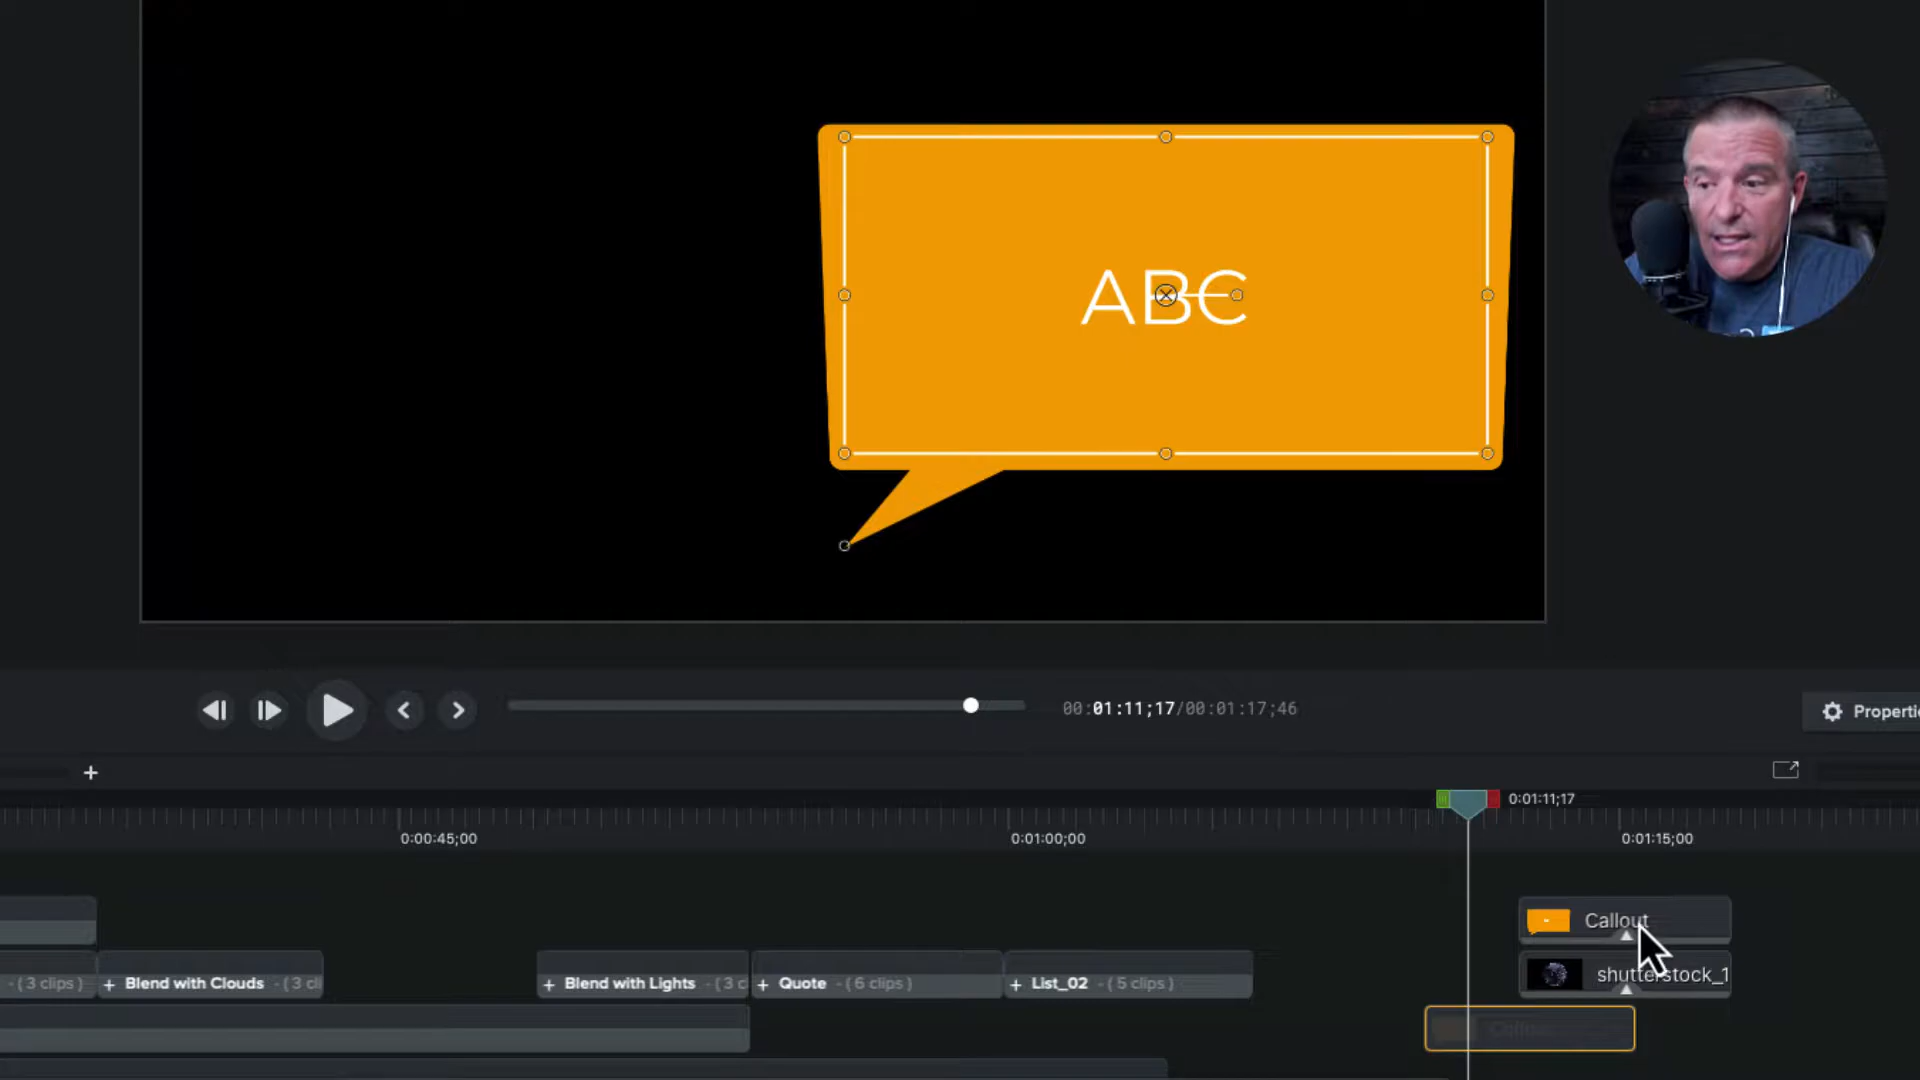 ABC
00:01:11;17/00:01:17;46
Properti
+
0:01:11;17
0:00:45;00
0:01:00;00
0:01:15;00
Callout
- (3 clips)
+ Blend with Clouds - (3 cli
+ Blend with Lights - (3 c
+ Quote - (6 clips)
+ List_02 - (5 clips)
shutterstock_1